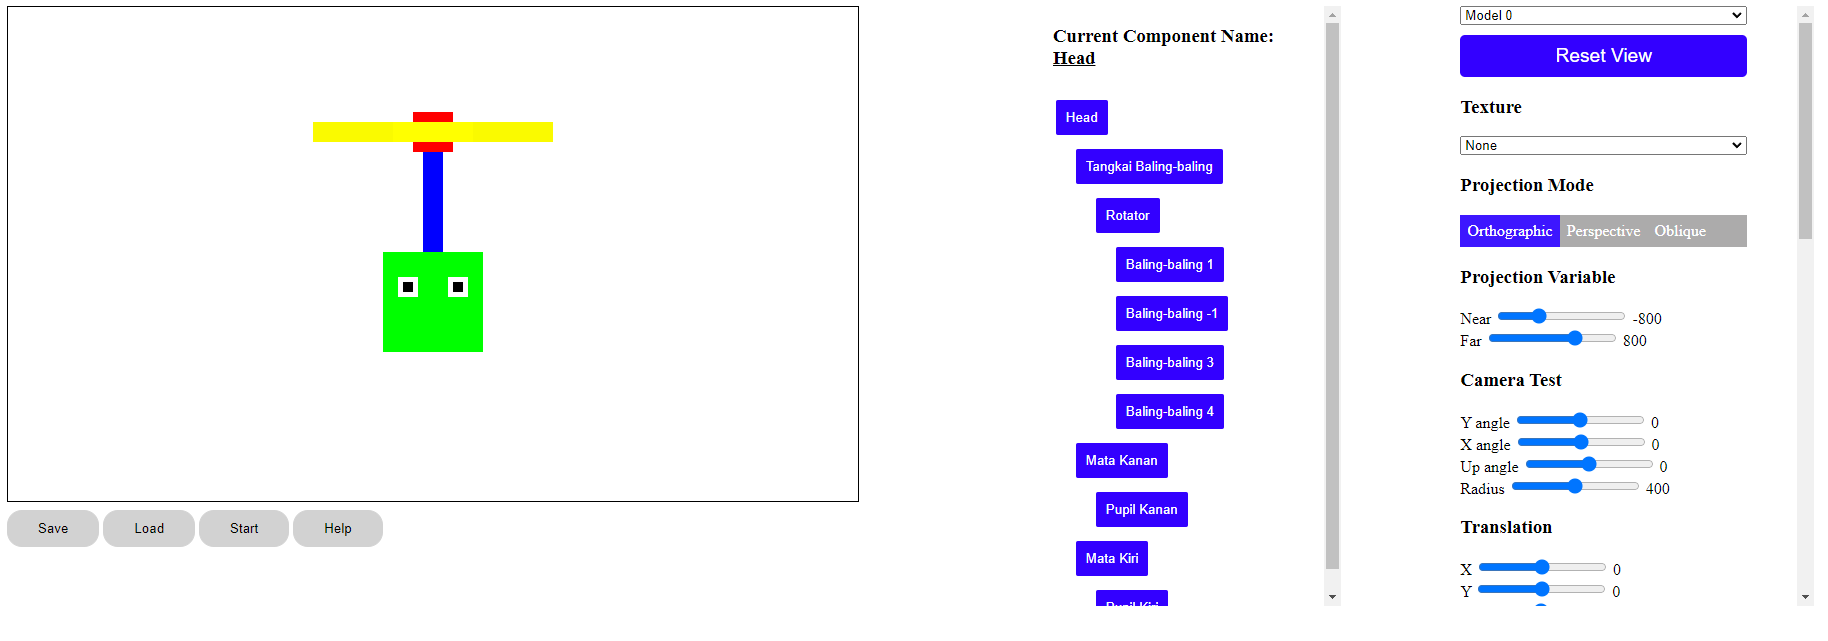 Save
Load
Start
Help
Current Component Name:
Head
Head
Tangkai Baling-baling
Rotator
Baling-baling 1
Baling-baling -1
Baling-baling 3
Baling-baling 4
Mata Kanan
Pupil Kanan
Mata Kiri
Pupil Kiri
Model 0
Reset View
Texture
None
Projection Mode
Orthographic Perspective Oblique
Projection Variable
Near -800
Far 800
Camera Test
Y angle 0
X angle 0
Up angle 0
Radius 400
Translation
X 0
Y 0